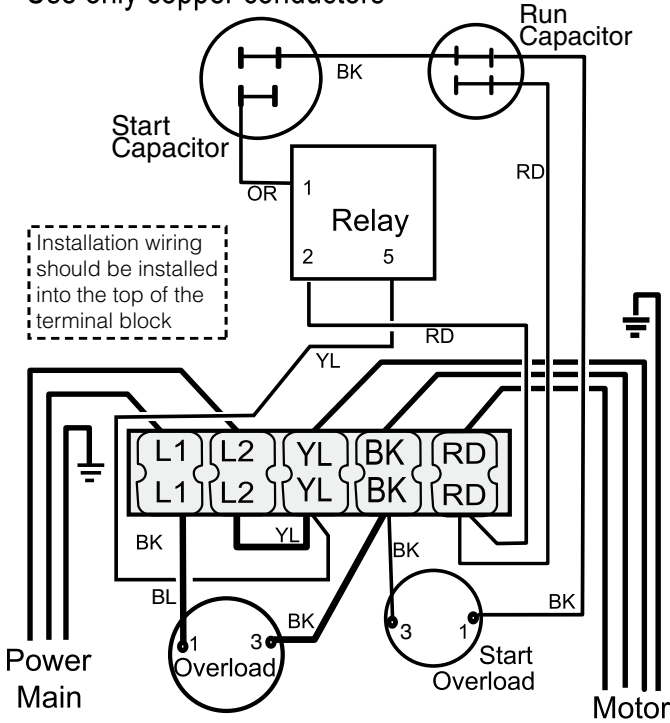 Use only copper conductors
Run
Capacitor
BK
Start
Capacitor
RD
OR
1
Relay
2 5
Installation wiring
should be installed
into the top of the
terminal block
RD
YL
L1 L2 YL BK RD
L1 L2 YL BK RD
BK
YL
BK
BL
BK
BK
1 3
Overload
3 1
Start
Overload
Power
Main
Motor